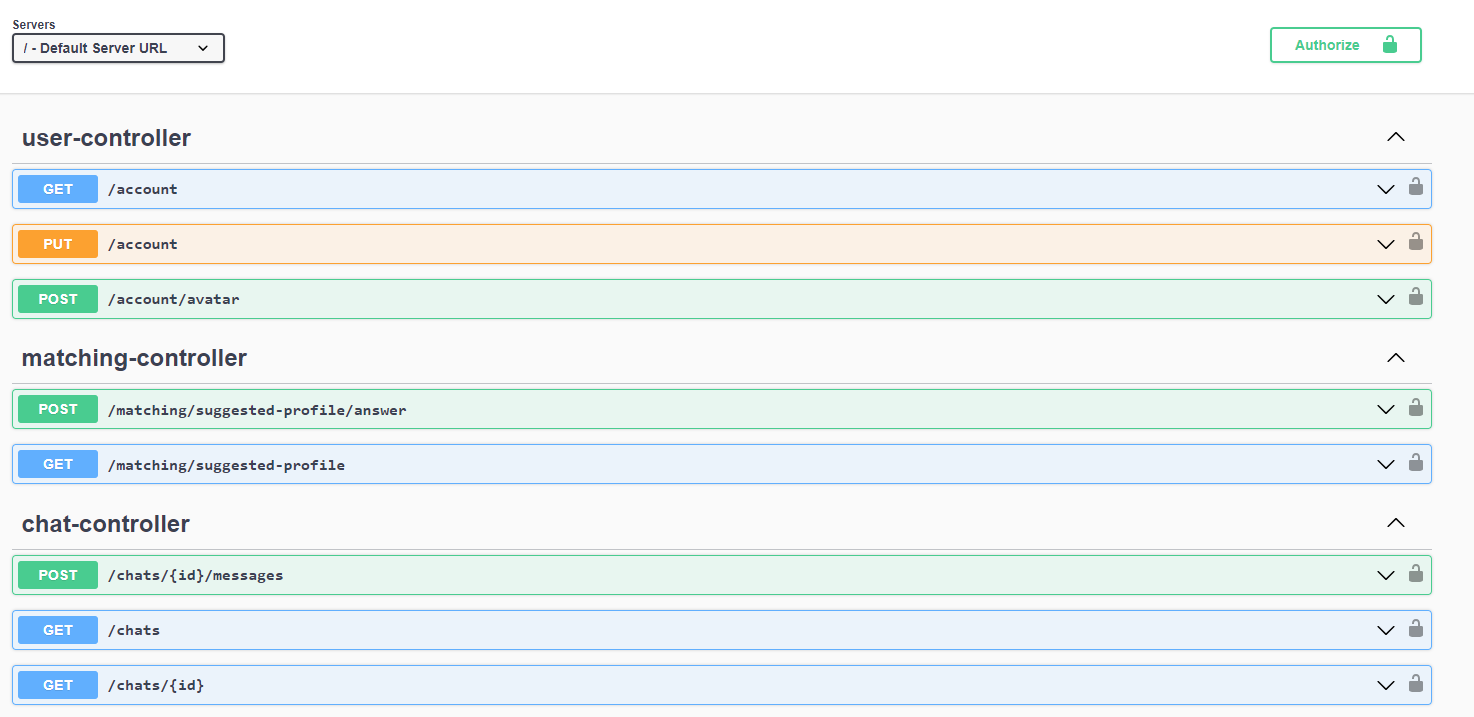 Servers
/ - Default Server URL
Authorize
user-controller
GET /account
PUT /account
POST /account/avatar
matching-controller
POST /matching/suggested-profile/answer
GET /matching/suggested-profile
chat-controller
POST /chats/{id}/messages
GET /chats
GET /chats/{id}